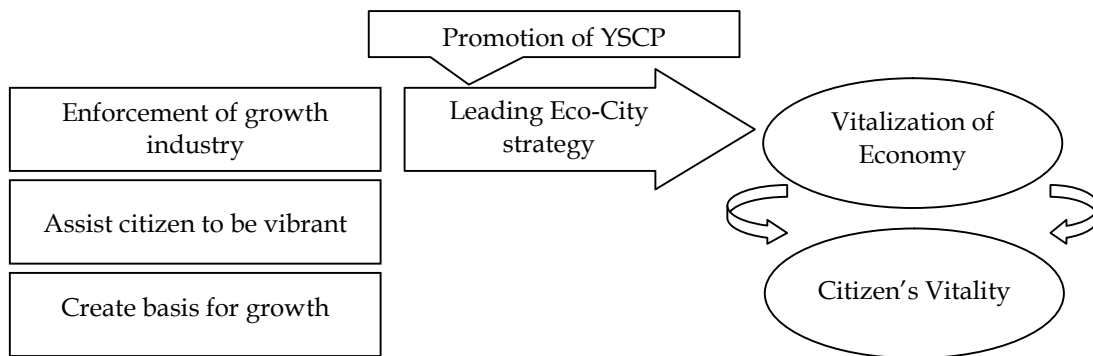 Promotion of YSCP
Enforcement of growth
industry
Leading Eco-City
strategy
Vitalization of
Economy
Assist citizen to be vibrant
Create basis for growth
Citizen’s Vitality